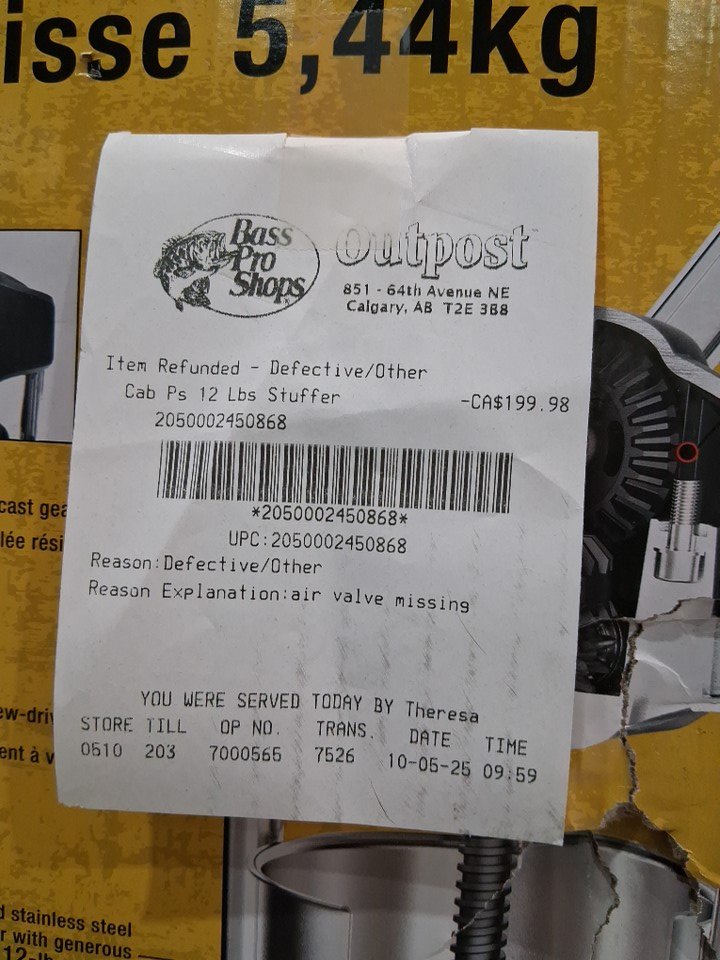 isse 5,44kg
Bass
Pro
Shops
Outpost
851 - 64th Avenue NE
Calgary, AB T2E 3B8
Item Refunded - Defective/Other
Cab Ps 12 Lbs Stuffer -CA$199.98
2050002450868
*2050002450868*
UPC:2050002450868
Reason:Defective/Other
Reason Explanation:air valve missing
YOU WERE SERVED TODAY BY Theresa
STORE TILL OP NO. TRANS. DATE TIME
0510 203 7000565 7526 10-05-25 09:59
cast gea
lée rési
ew-driv
ent à v
d stainless steel
r with generous
12-lb